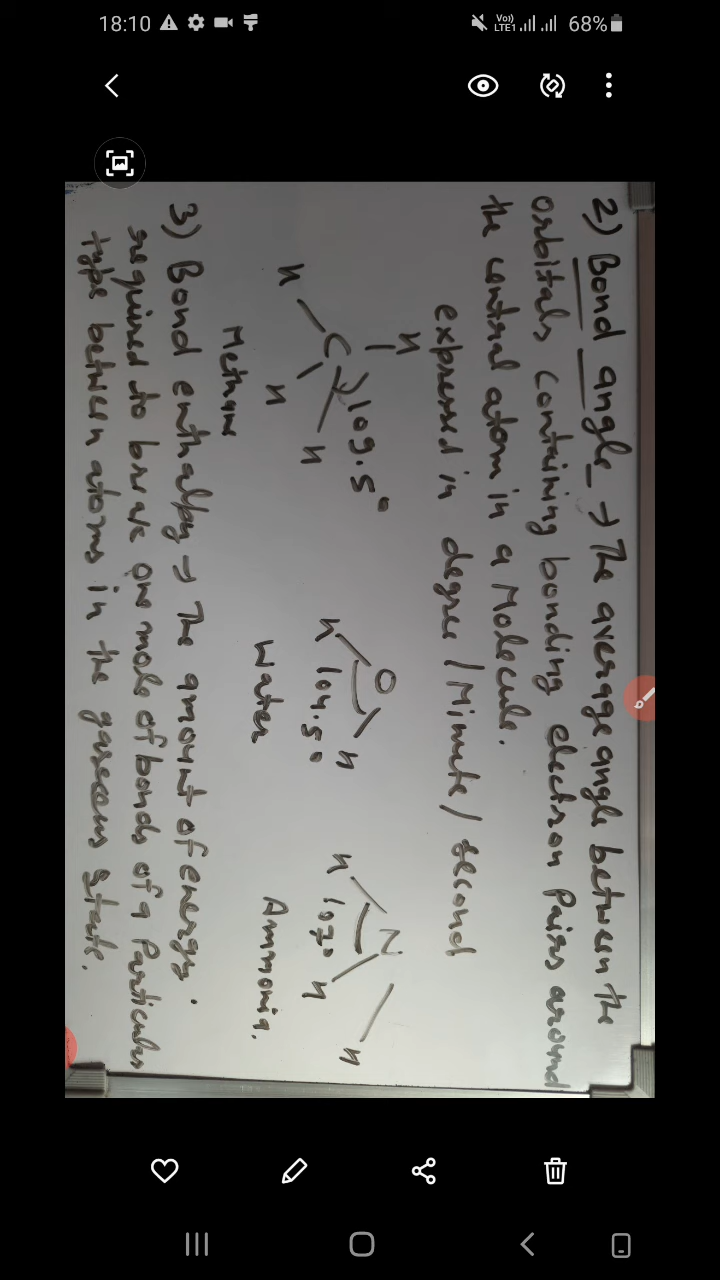 18:10
Vo))
LTE1
68%
2) Bond angle → The average angle between the
orbitals containing bonding electron Pairs around
the central atom in a Molecule.
expressed in degree / Minute / second
H
C
109.5°
H
H
H
Methane
O
H
H
104.5°
Water
N
H
H
H
107°
Ammonia.
3) Bond enthalpy → The amount of energy.
required to break one mole of bonds of a Particular
type between atoms in the gaseous state.